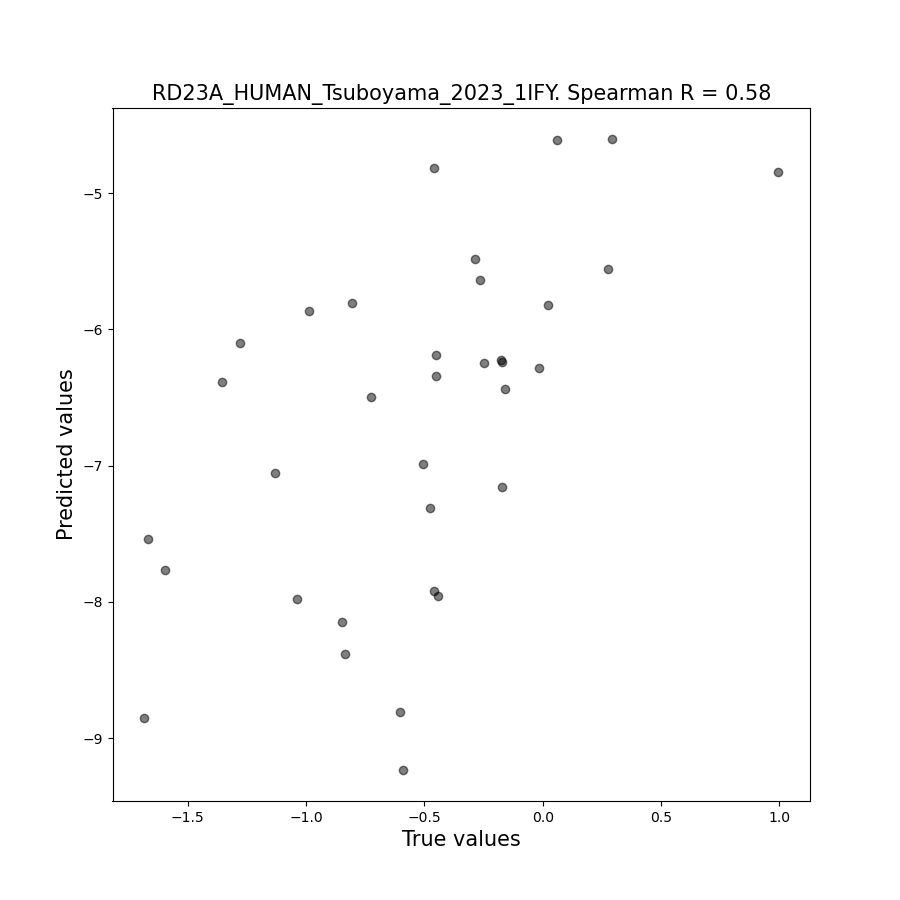 RD23A_HUMAN_Tsuboyama_2023_1IFY. Spearman R = 0.58
Predicted values
−5
−6
−7
−8
−9
−1.5 −1.0 −0.5 0.0 0.5 1.0
True values